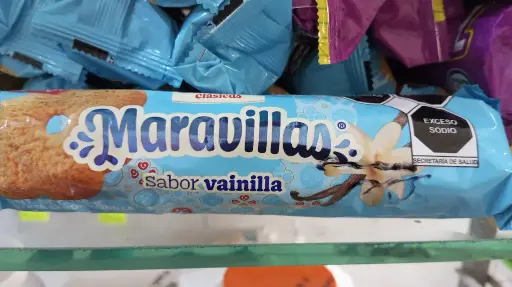 Clásicas
Maravillas®
sabor vainilla
EXCESO
SODIO
SECRETARÍA DE SALUD